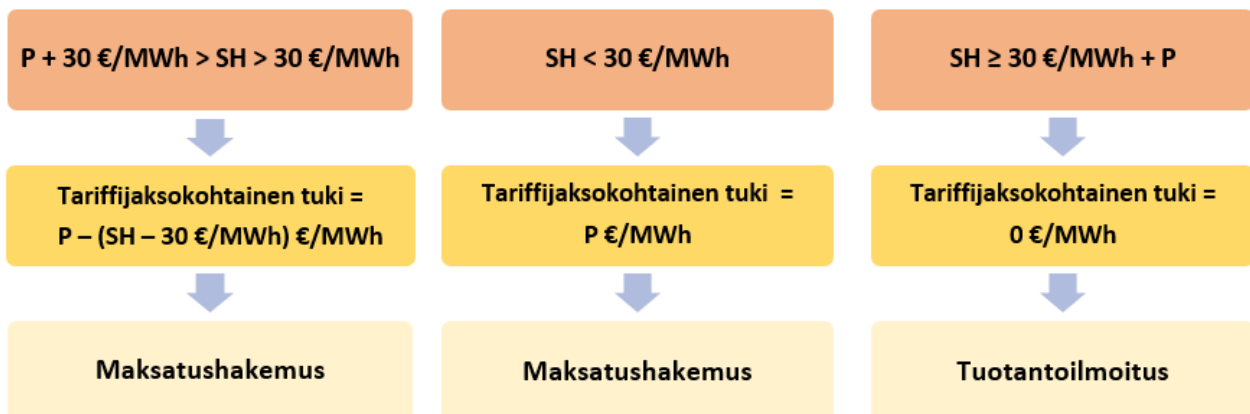 P + 30 €/MWh > SH > 30 €/MWh
Tariffijaksokohtainen tuki =
P – (SH – 30 €/MWh) €/MWh
Maksatushakemus
SH < 30 €/MWh
Tariffijaksokohtainen tuki =
P €/MWh
Maksatushakemus
SH ≥ 30 €/MWh + P
Tariffijaksokohtainen tuki =
0 €/MWh
Tuotantoilmoitus